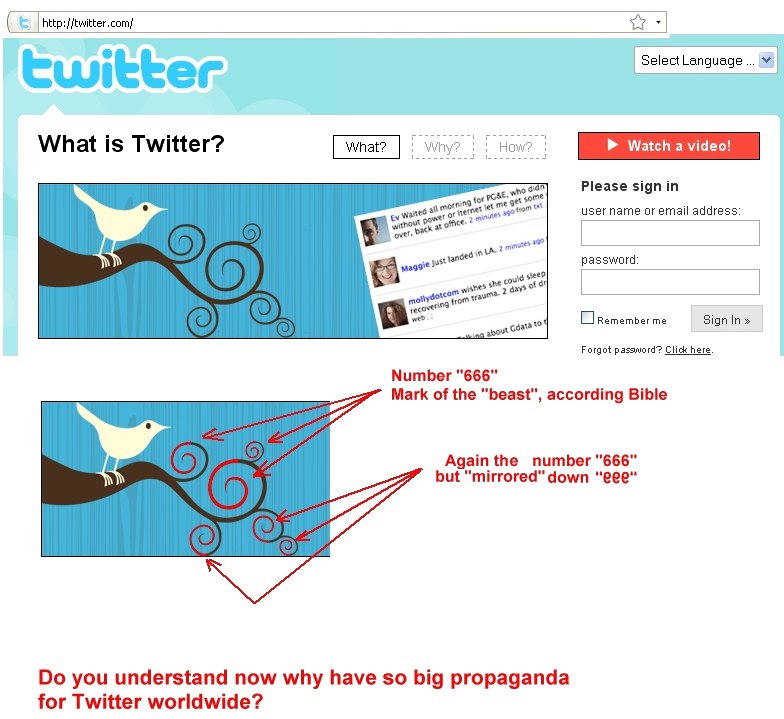 http://twitter.com/
twitter
Select Language ...
What is Twitter?
What?
Why?
How?
Watch a video!
Please sign in
user name or email address:
password:
Remember me
Sign In »
Forgot password? Click here.
Ev Waited all morning for PG&E, who didn
without power or Iternet let me get some
over, back at office. 2 minutes ago from txt
Maggie Just landed in LA. 2 minutes ago
mollydotcom wishes she could sleep
recovering from trauma. 2 days of dr
web
Talking about Gdata to t
Number "666"
Mark of the "beast", according Bible
Again the number "666"
but "mirrored" down "666"
Do you understand now why have so big propaganda
for Twitter worldwide?